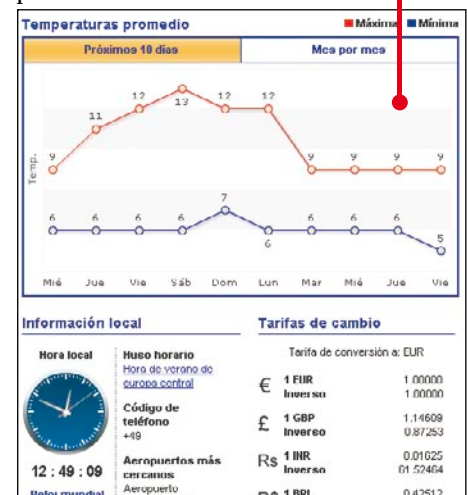 Temperaturas promedio
Máxima Mínima
Próximos 10 días
Mes por mes
Temp.
9 11 12 13 12 12 9 9 9 9
6 6 6 6 7 6 6 6 6 5
Mié Jue Vie Sáb Dom Lun Mar Mié Jue Vie
Información local
Hora local
12 : 49 : 09
Reloj mundial
Huso horario
Hora de verano de
europa central
Código de
teléfono
+49
Aeropuertos más
cercanos
Aeropuerto
Tarifas de cambio
Tarifa de conversión a: EUR
€ 1 EUR 1.00000
Inverso 1.00000
£ 1 GBP 1.14609
Inverso 0.87253
Rs 1 INR 0.01625
Inverso 61.52464
1 BRL 0.42512